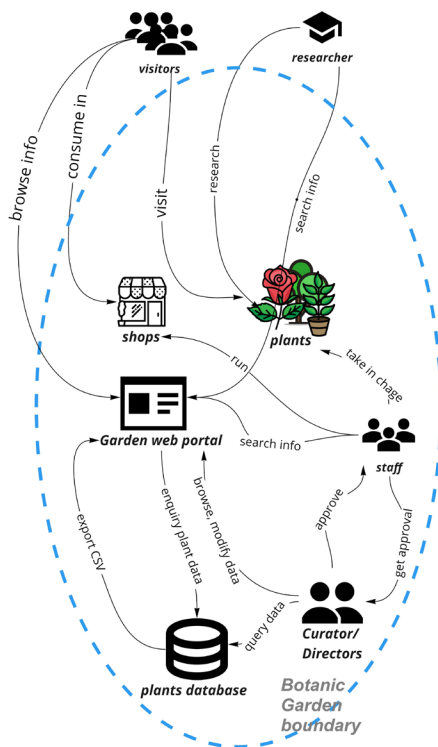 visitors
researcher
browse info
consume in
visit
research
search info
shops
plants
run
take in chage
Garden web portal
search info
staff
export CSV
enquiry plant data
browse, modify data
approve
get approval
query data
Curator/
Directors
plants database
Botanic
Garden
boundary